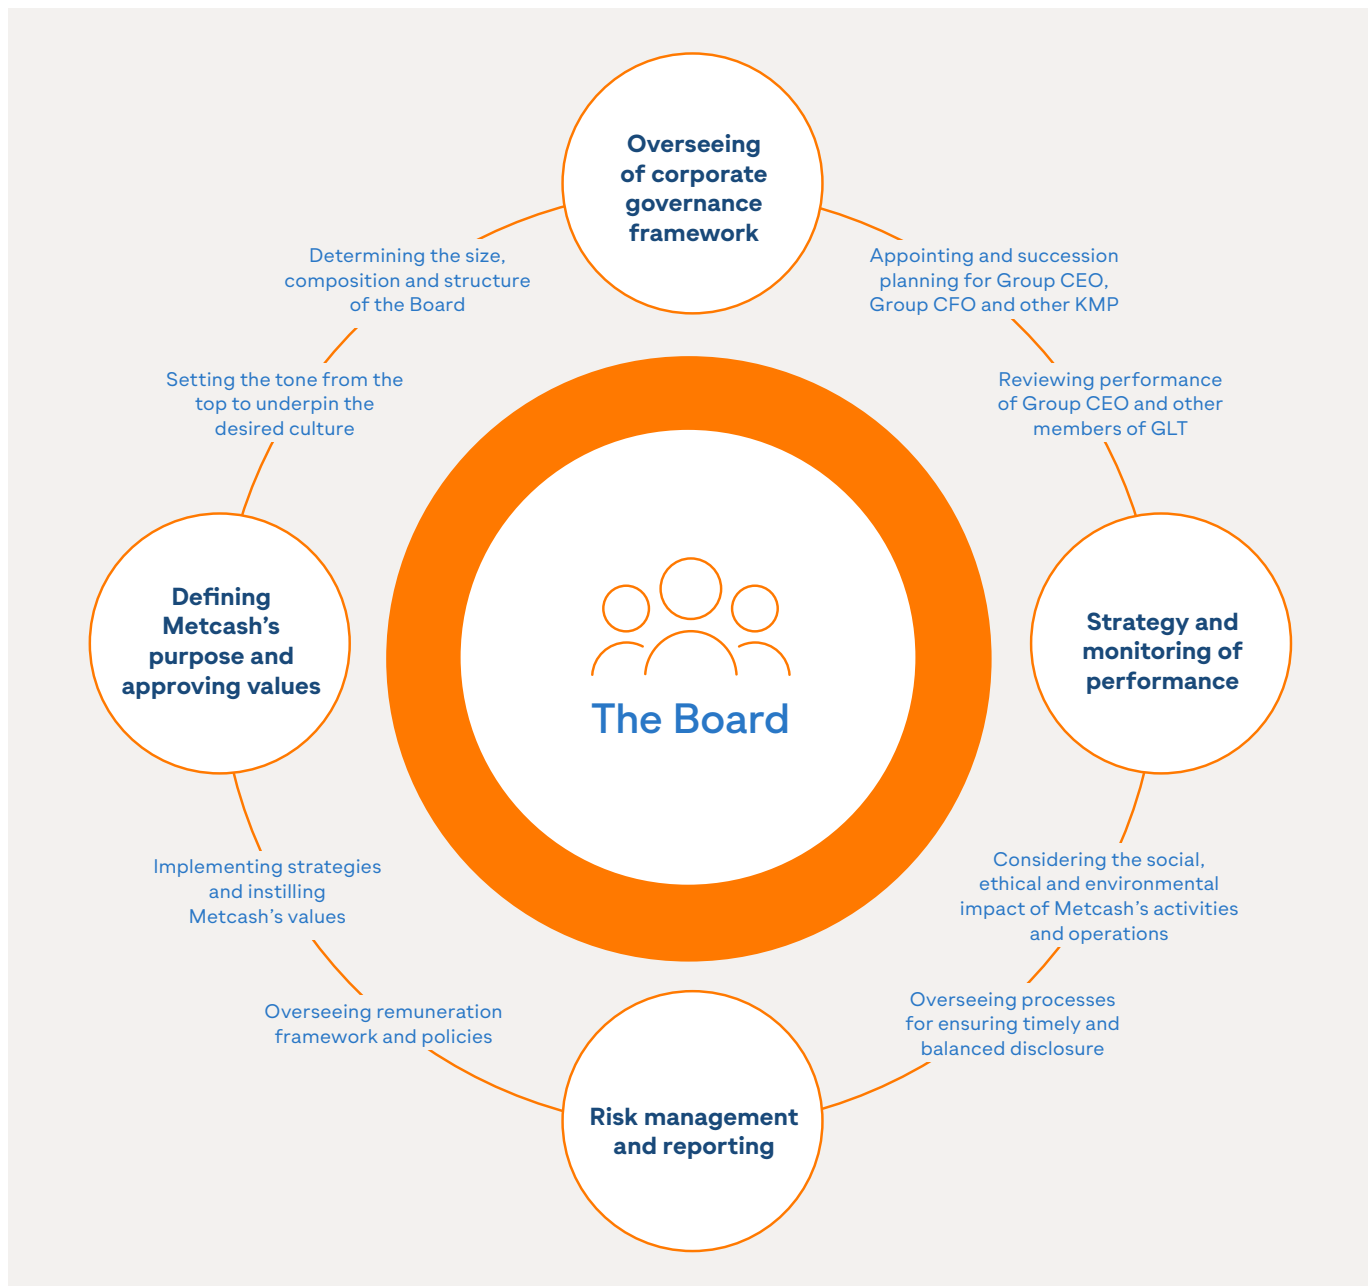 Overseeing
of corporate
governance
framework
Appointing and succession
planning for Group CEO,
Group CFO and other KMP
Reviewing performance
of Group CEO and other
members of GLT
Strategy and
monitoring of
performance
Considering the social,
ethical and environmental
impact of Metcash’s activities
and operations
Overseeing processes
for ensuring timely and
balanced disclosure
Risk management
and reporting
Overseeing remuneration
framework and policies
Implementing strategies
and instilling
Metcash’s values
Defining
Metcash’s
purpose and
approving values
Setting the tone from the
top to underpin the
desired culture
Determining the size,
composition and structure
of the Board
The Board